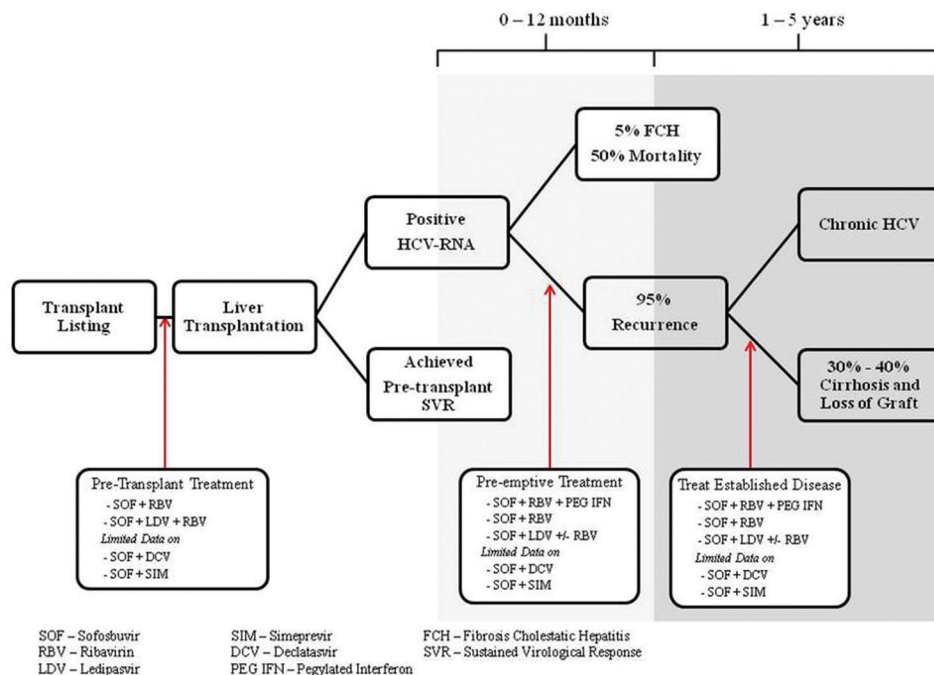 0 – 12 months
1 – 5 years
5% FCH
50% Mortality
Positive
HCV-RNA
Chronic HCV
Transplant
Listing
Liver
Transplantation
95%
Recurrence
Achieved
Pre-transplant
SVR
30% - 40%
Cirrhosis and
Loss of Graft
Pre-Transplant Treatment
- SOF + RBV
- SOF + LDV + RBV
Limited Data on
- SOF + DCV
- SOF + SIM
Pre-emptive Treatment
- SOF + RBV + PEG IFN
- SOF + RBV
- SOF + LDV +/- RBV
Limited Data on
- SOF + DCV
- SOF + SIM
Treat Established Disease
- SOF + RBV + PEG IFN
- SOF + RBV
- SOF + LDV +/- RBV
Limited Data on
- SOF + DCV
- SOF + SIM
SOF – Sofosbuvir
RBV – Ribavirin
LDV – Ledipasvir
SIM – Simeprevir
DCV – Declatasvir
PEG IFN – Pegylated Interferon
FCH – Fibrosis Cholestatic Hepatitis
SVR – Sustained Virological Response